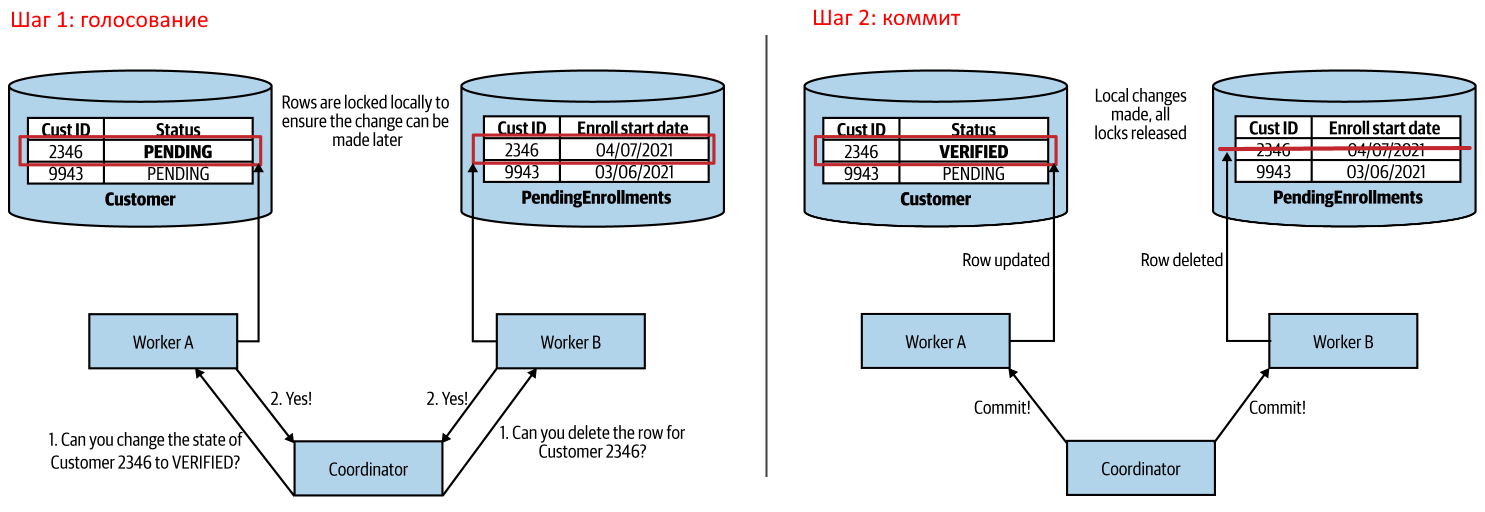 Шаг 1: голосование
Rows are locked locally to
ensure the change can be
made later
Cust ID Status
2346 PENDING
9943 PENDING
Customer
Cust ID Enroll start date
2346 04/07/2021
9943 03/06/2021
PendingEnrollments
Worker A
Worker B
2. Yes!
2. Yes!
1. Can you change the state of
Customer 2346 to VERIFIED?
1. Can you delete the row for
Customer 2346?
Coordinator
Шаг 2: коммит
Local changes
made, all
locks released
Cust ID Status
2346 VERIFIED
9943 PENDING
Customer
Cust ID Enroll start date
2346 04/07/2021
9943 03/06/2021
PendingEnrollments
Row updated
Row deleted
Worker A
Worker B
Commit!
Commit!
Coordinator